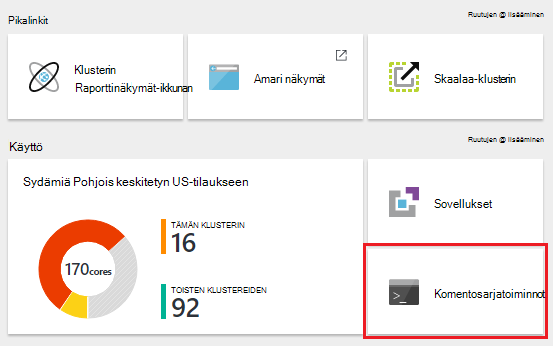 Pikalinkit
Ruutujen @ lisääminen
Klusterin
Raporttinäkymät-ikkunan
Amari näkymät
Skaalaa-klusterin
Käyttö
Ruutujen @ lisääminen
Sydämiä Pohjois keskitetyn US-tilaukseen
170cores
TÄMÄN KLUSTERIN
16
TOISTEN KLUSTEREIDEN
92
Sovellukset
>_
Komentosarjatoiminnot